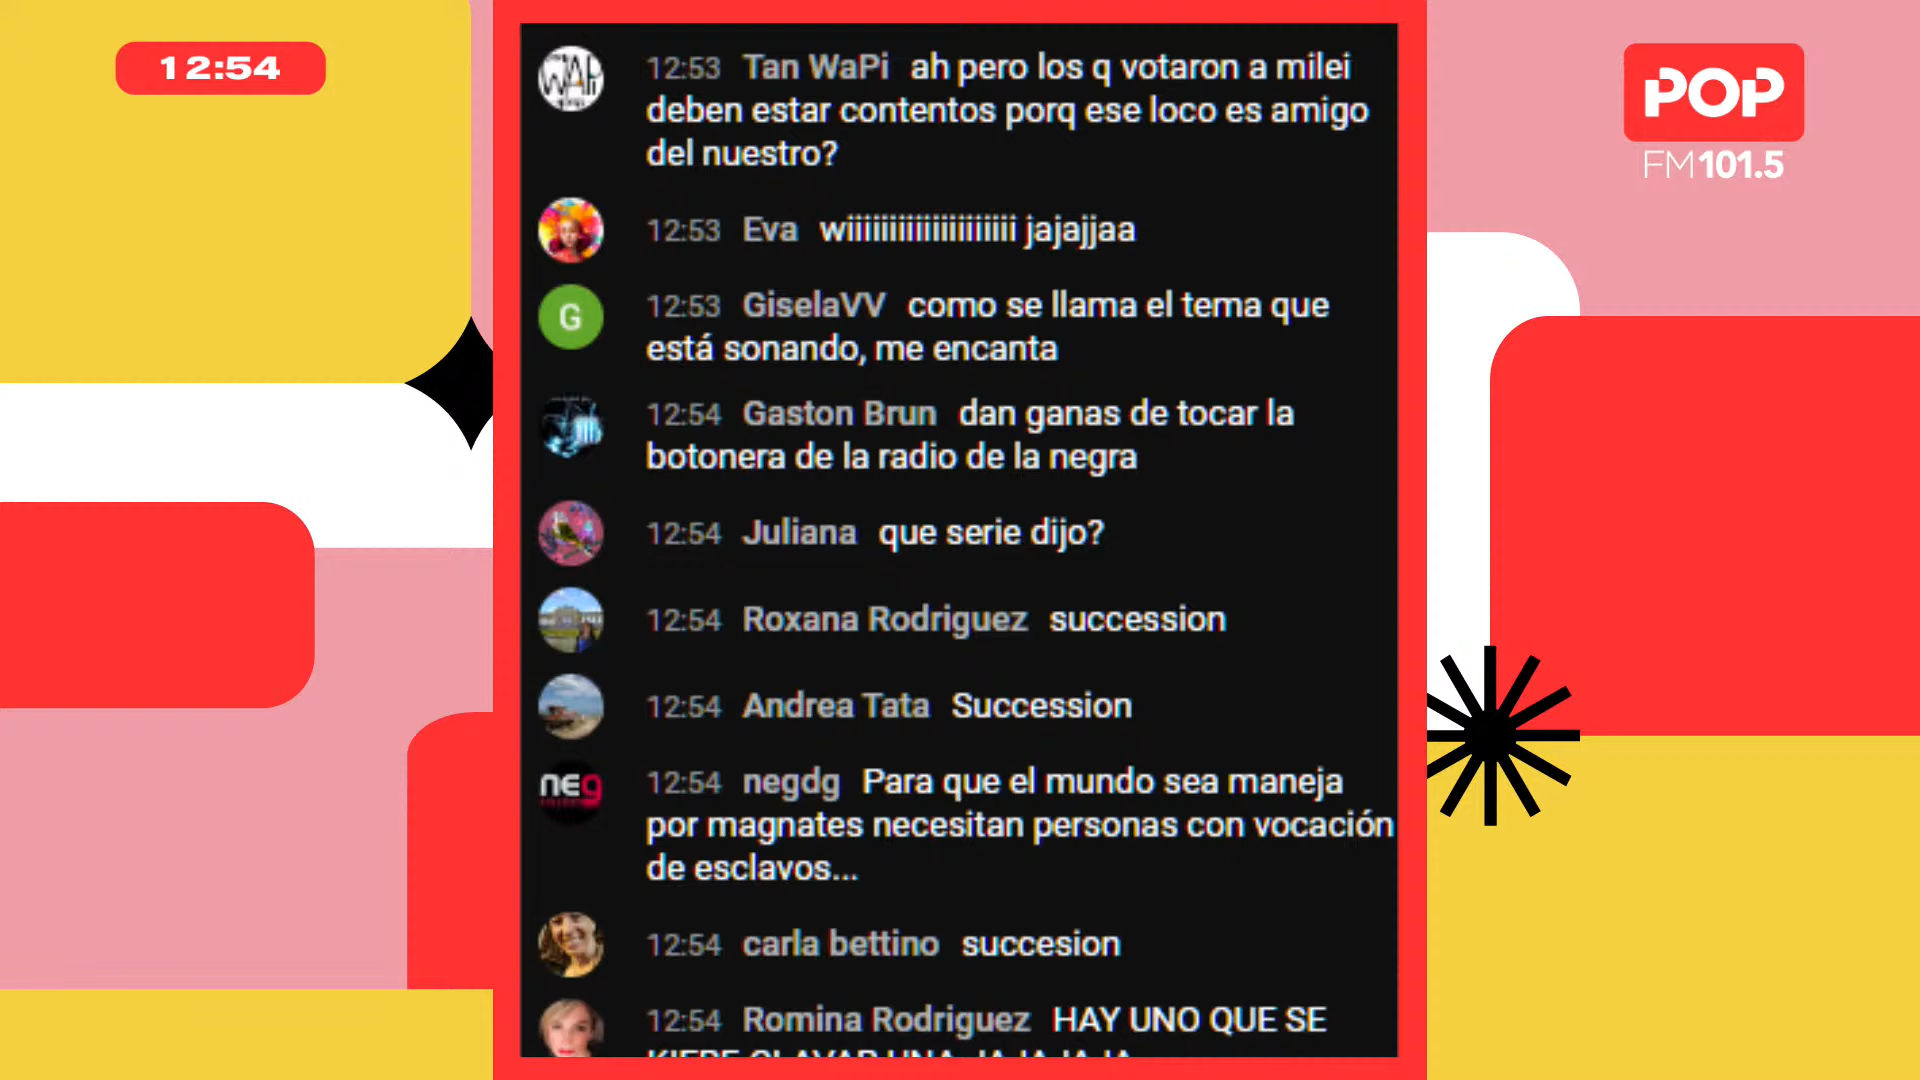 12:54
POP
FM101.5
12:53 Tan WaPi ah pero los q votaron a milei
deben estar contentos porq ese loco es amigo
del nuestro?
12:53 Eva wiiiiiiiiiiiiiiiiiiii jajajjaa
G
12:53 GiselaVV como se llama el tema que
está sonando, me encanta
12:54 Gaston Brun dan ganas de tocar la
botonera de la radio de la negra
12:54 Juliana que serie dijo?
12:54 Roxana Rodriguez succession
12:54 Andrea Tata Succession
neg
12:54 negdg Para que el mundo sea maneja
por magnates necesitan personas con vocación
de esclavos...
12:54 carla bettino succesion
12:54 Romina Rodriguez HAY UNO QUE SE